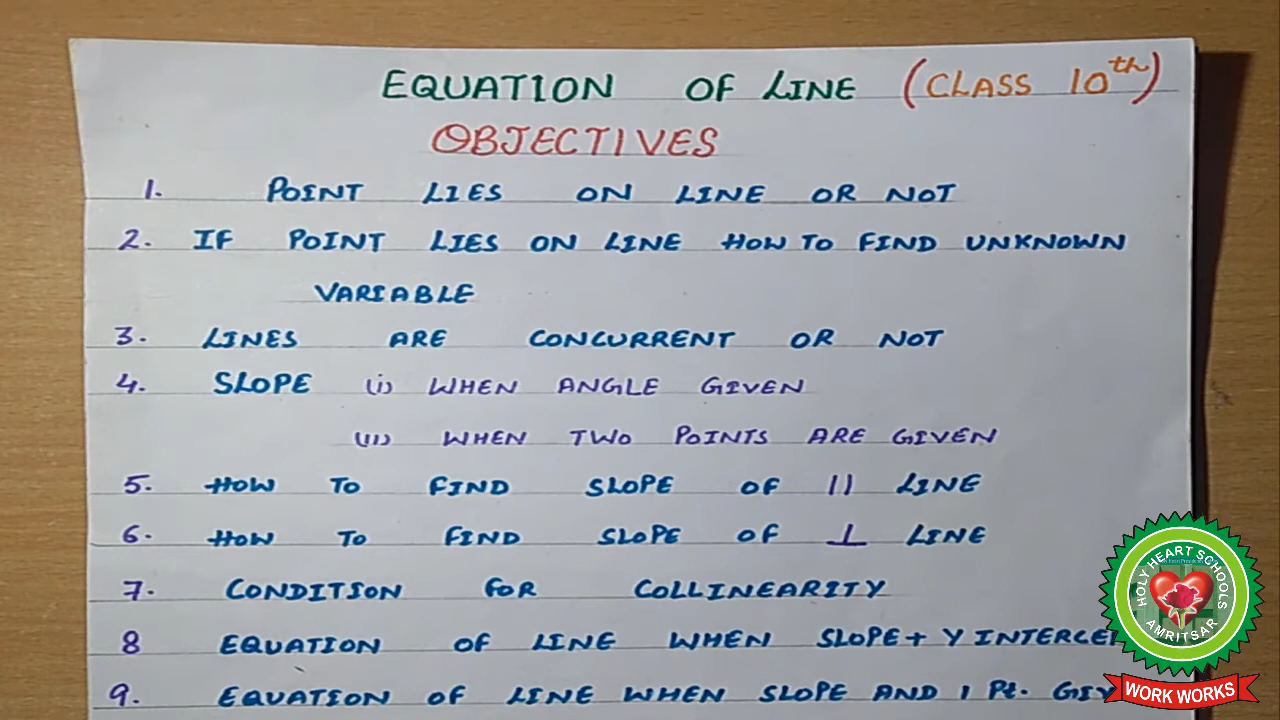 EQUATION OF LINE (CLASS 10th)
OBJECTIVES
1. POINT LIES ON LINE OR NOT
2. IF POINT LIES ON LINE HOW TO FIND UNKNOWN
VARIABLE
3. LINES ARE CONCURRENT OR NOT
4. SLOPE (i) WHEN ANGLE GIVEN
(ii) WHEN TWO POINTS ARE GIVEN
5. HOW TO FIND SLOPE OF || LINE
6. HOW TO FIND SLOPE OF ⊥ LINE
7. CONDITION FOR COLLINEARITY
8 EQUATION OF LINE WHEN SLOPE + Y INTERCE
9. EQUATION OF LINE WHEN SLOPE AND 1 Pt. GIV
HOLY HEART SCHOOLS
AMRITSAR
WORK WORKS